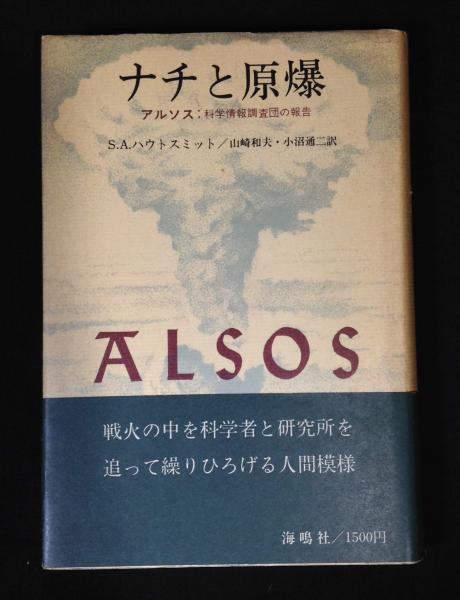 ナチと原爆
アルソス：科学情報調査団の報告
S.A.ハウトスミット／山崎和夫・小沼通二訳
ALSOS
戦火の中を科学者と研究所を
追って繰りひろげる人間模様
海鳴社／1500円